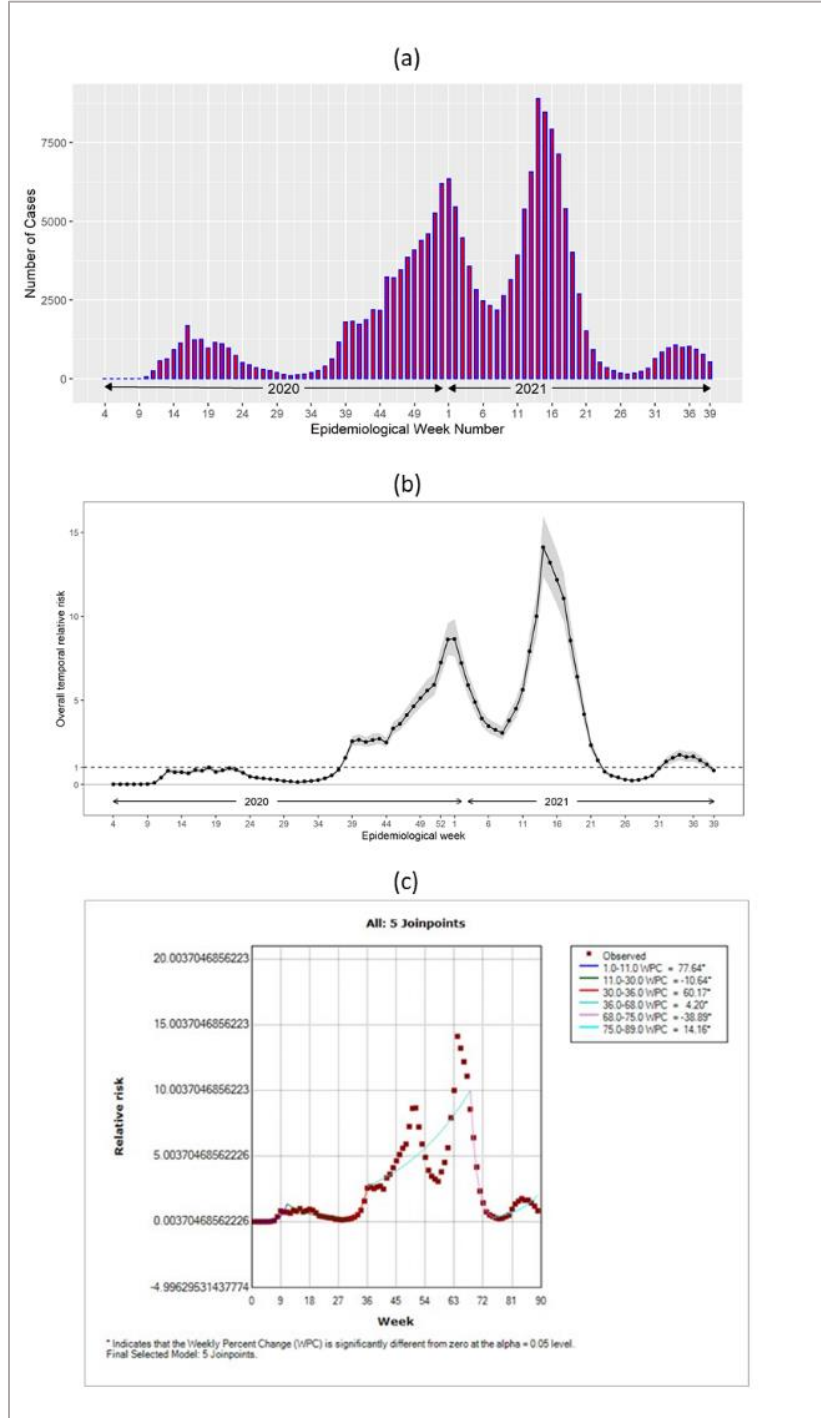 (a)
Number of Cases
7500
5000
2500
0
2020
2021
4 9 14 19 24 29 34 39 44 49 1 6 11 16 21 26 31 36 39
Epidemiological Week Number
(b)
Overall temporal relative risk
15
10
5
1
0
2020
2021
4 9 14 19 24 29 34 39 44 49 52 1 6 11 16 21 26 31 36 39
Epidemiological week
(c)
All: 5 Joinpoints
Relative risk
20.0037046856223
15.0037046856223
10.0037046856223
5.00370468562226
0.00370468562226
-4.99629531437774
0 9 18 27 36 45 54 63 72 81 90
Week
Observed
1.0-11.0 WPC = 77.64*
11.0-30.0 WPC = -10.64*
30.0-36.0 WPC = 60.17*
36.0-68.0 WPC = 4.20*
68.0-75.0 WPC = -38.89*
75.0-89.0 WPC = 14.16*
* Indicates that the Weekly Percent Change (WPC) is significantly different from zero at the alpha = 0.05 level.
Final Selected Model: 5 Joinpoints.